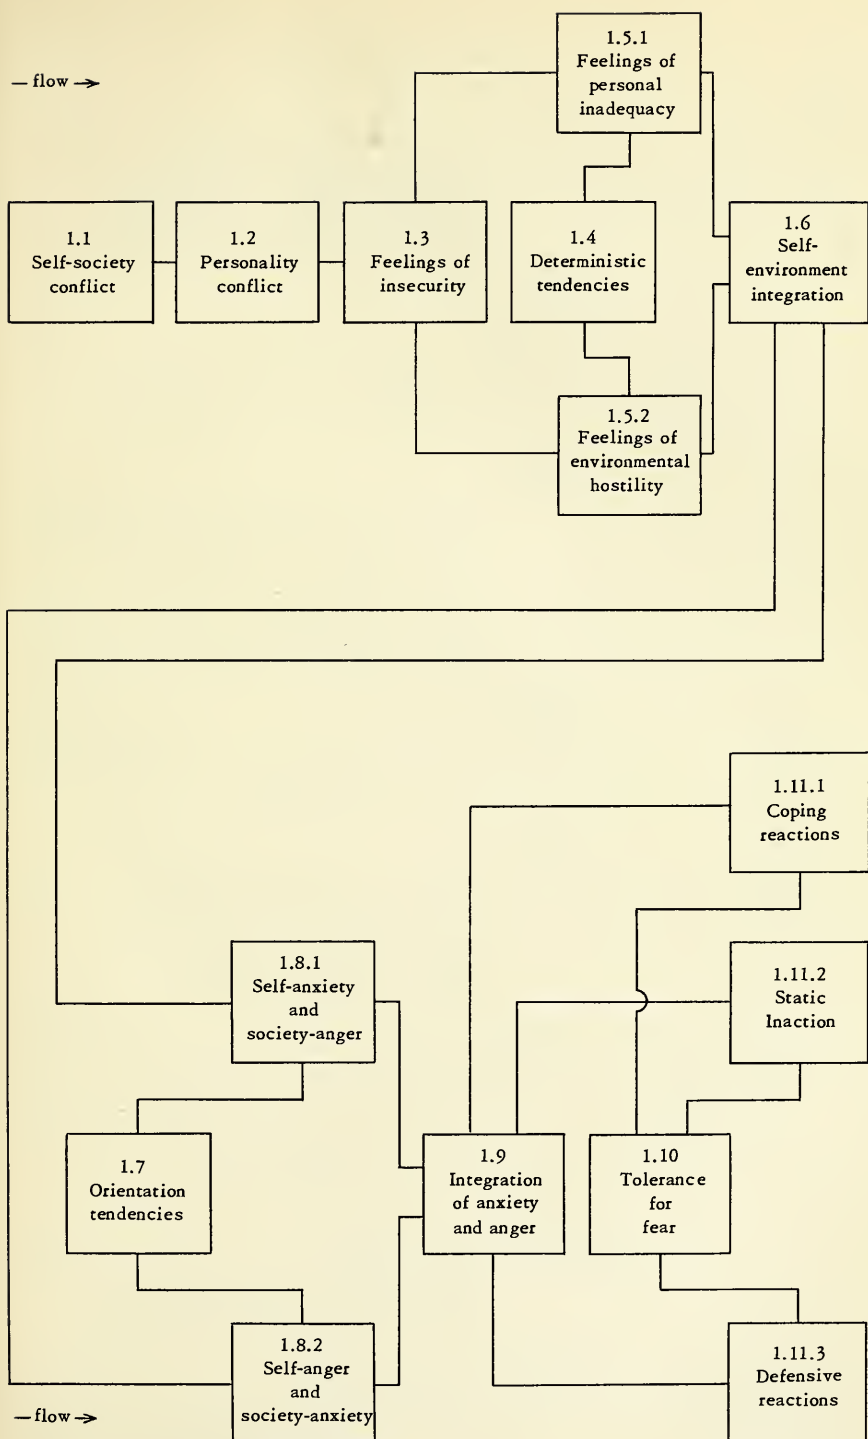 1.5.1
Feelings of
personal
inadequacy
— flow →
1.1
Self-society
conflict
1.2
Personality
conflict
1.3
Feelings of
insecurity
1.4
Deterministic
tendencies
1.6
Self-
environment
integration
1.5.2
Feelings of
environmental
hostility
1.11.1
Coping
reactions
1.8.1
Self-anxiety
and
society-anger
1.11.2
Static
Inaction
1.7
Orientation
tendencies
1.9
Integration
of anxiety
and anger
1.10
Tolerance
for
fear
1.8.2
Self-anger
and
society-anxiety
1.11.3
Defensive
reactions
— flow →